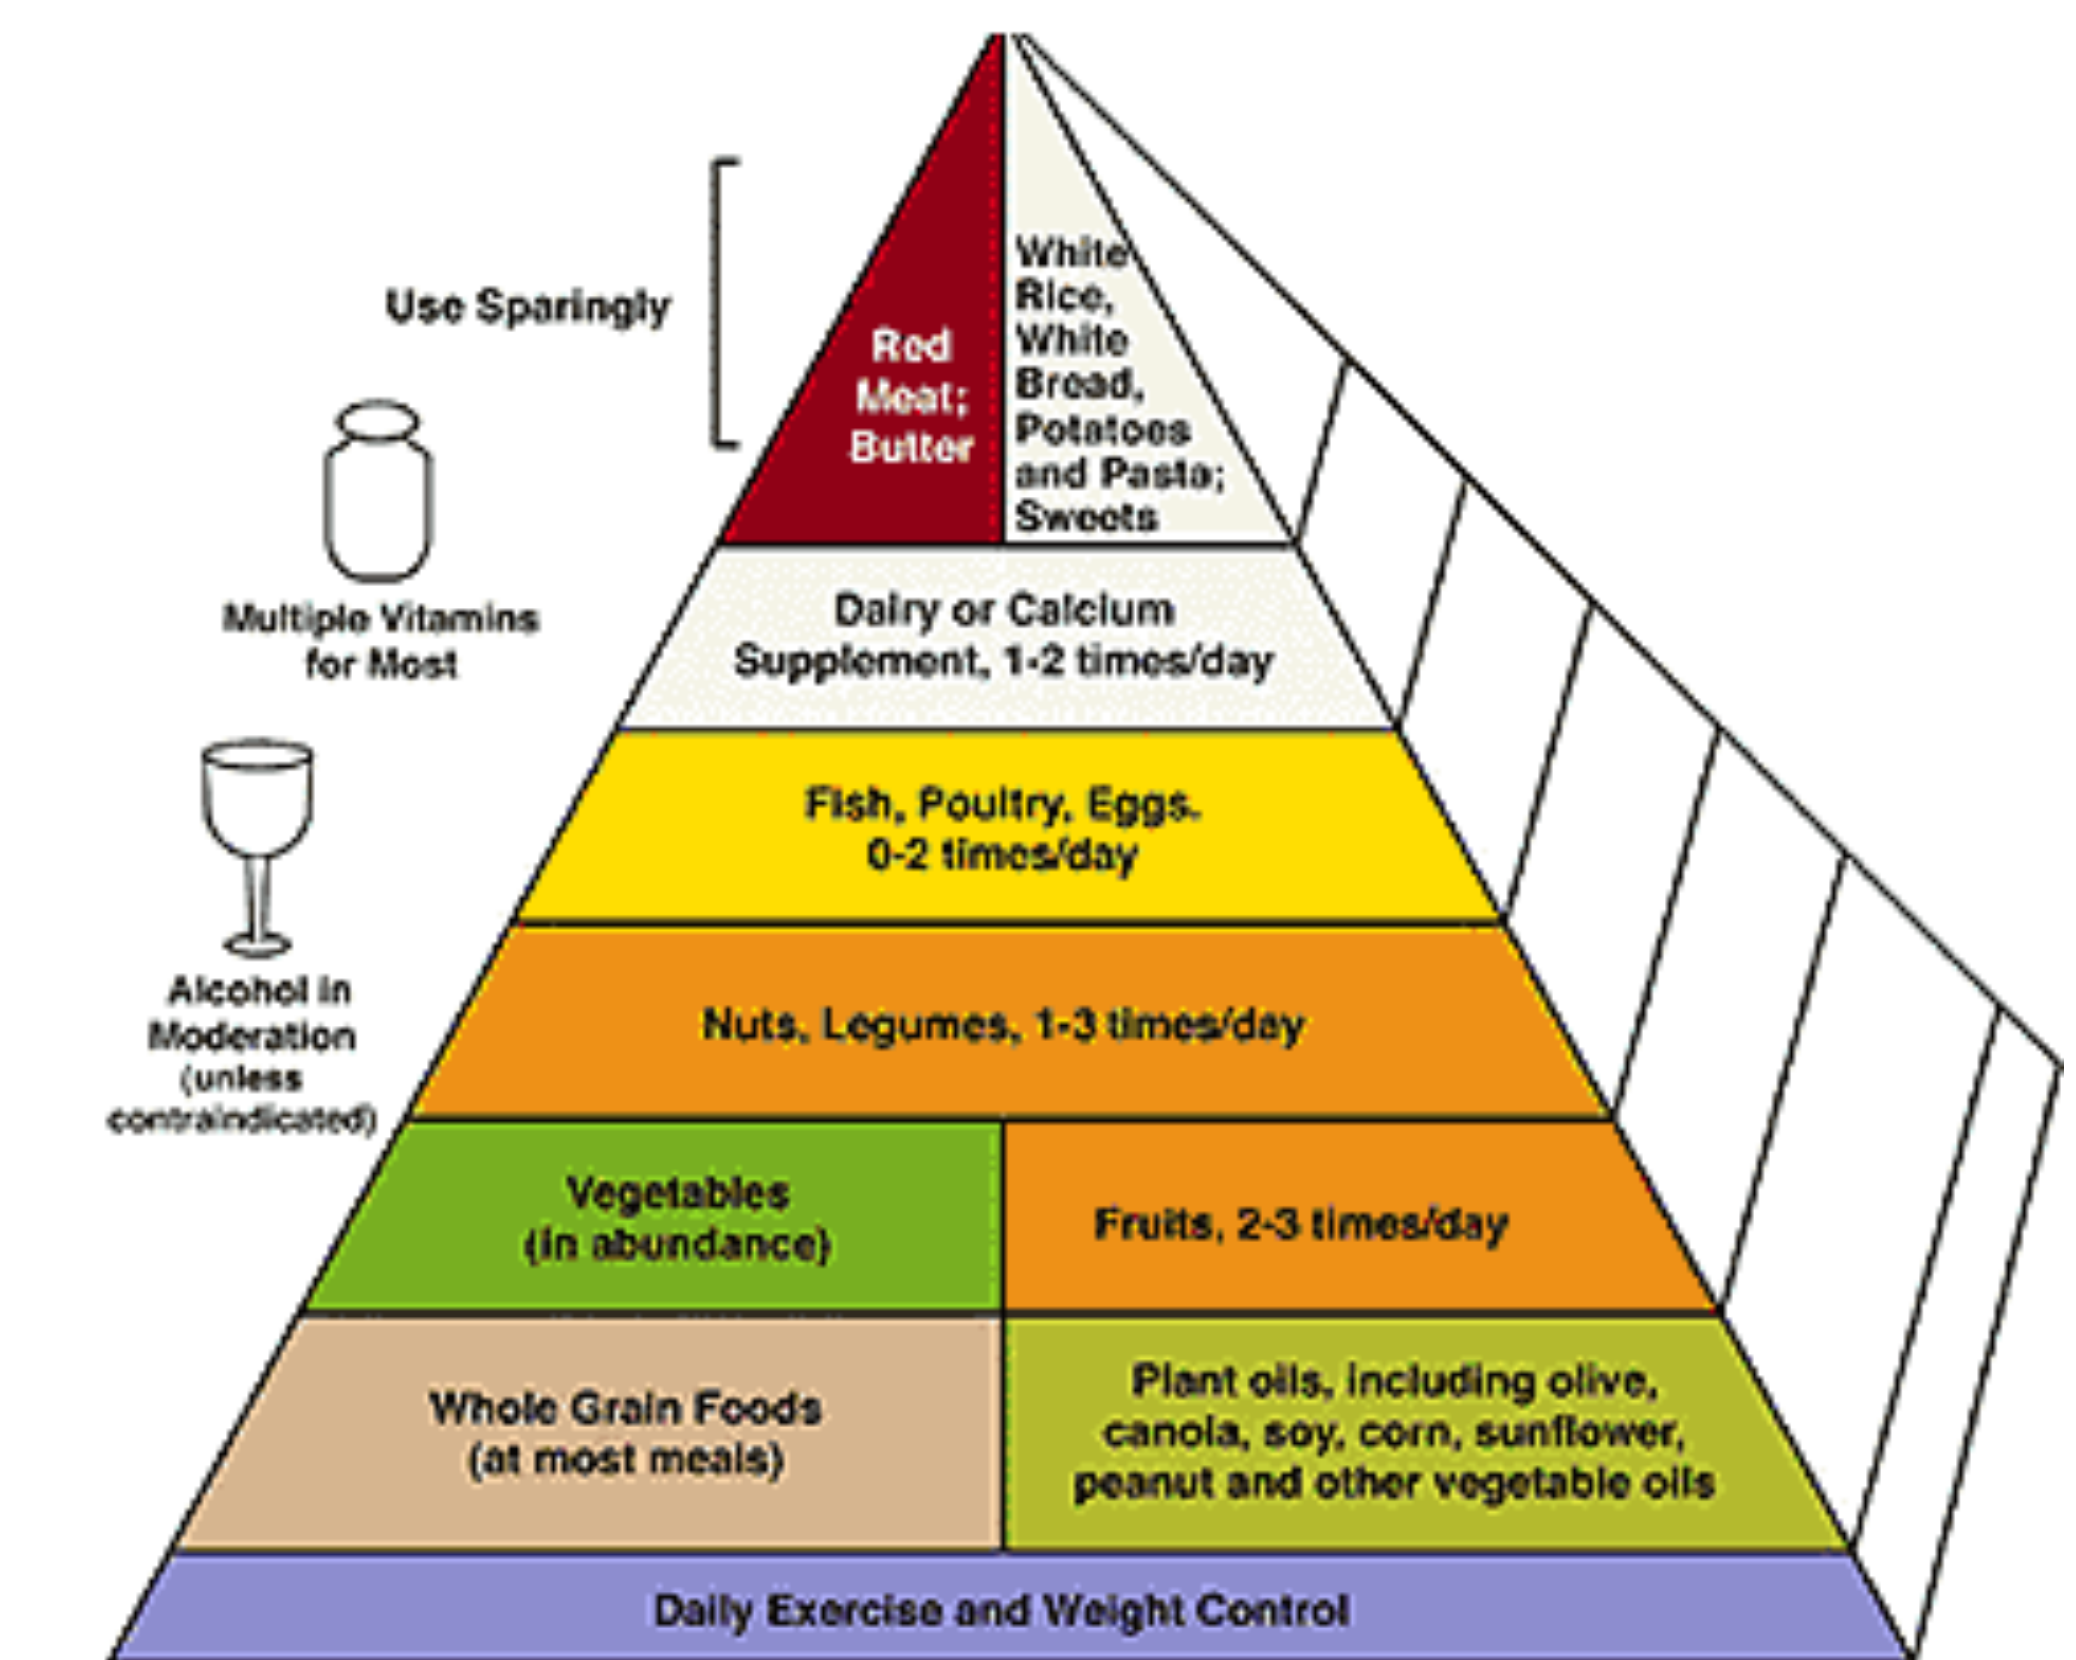 Use Sparingly
Red
Meat;
Butter
White
Rice,
White
Bread,
Potatoes
and Pasta;
Sweets
Multiple Vitamins
for Most
Dairy or Calcium
Supplement, 1-2 times/day
Fish, Poultry, Eggs.
0-2 times/day
Alcohol in
Moderation
(unless
contraindicated)
Nuts, Legumes, 1-3 times/day
Vegetables
(in abundance)
Fruits, 2-3 times/day
Whole Grain Foods
(at most meals)
Plant oils, including olive,
canola, soy, corn, sunflower,
peanut and other vegetable oils
Daily Exercise and Weight Control